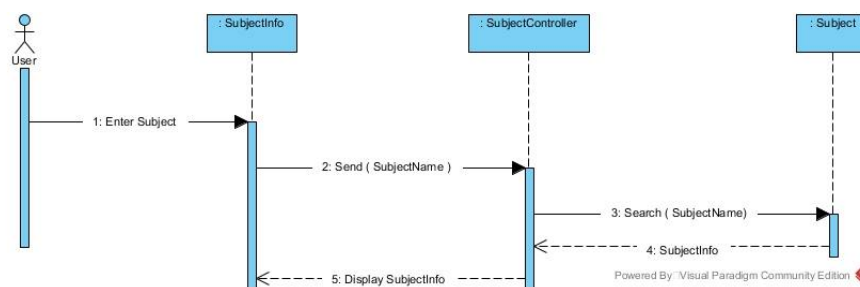 : SubjectInfo
: SubjectController
: Subject
User
1: Enter Subject
2: Send ( SubjectName )
3: Search ( SubjectName)
4: SubjectInfo
5: Display SubjectInfo
Powered By Visual Paradigm Community Edition